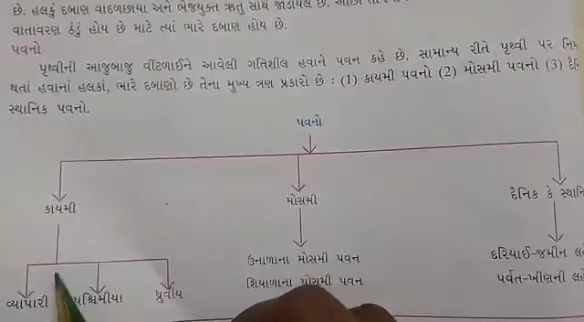 છે. હલકું દબાણ વાદળછાયા અને ભેજયુક્ત ઋતુ સાથે જોડાયેલ છે.
વાતાવરણ ઠંડું હોય છે માટે ત્યાં ભારે દબાણ હોય છે.
પવનો
પૃથ્વીની આજુબાજુ વીંટળાઈને આવેલી ગતિશીલ હવાને પવન કહે છે. સામાન્ય રીતે પૃથ્વી પર
થતાં હવાનાં હલકાં, ભારે દબાણો છે તેના મુખ્ય ત્રણ પ્રકારો છે : (1) કાયમી પવનો (2) મોસમી પવનો (3)
સ્થાનિક પવનો.
પવનો
કાયમી મોસમી દૈનિક કે
ઉનાળાના મોસમી પવન દરિયાઈ-જમીન
શિયાળાના મોસમી પવન પર્વત-ખીણની
વ્યાપારી પશ્ચિમીયા ધ્રુવીય